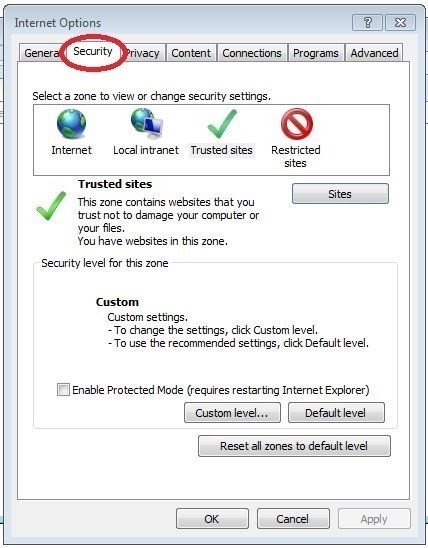 Internet Options
General Security Privacy Content Connections Programs Advanced
Select a zone to view or change security settings.
Internet Local intranet Trusted sites Restricted
sites
Trusted sites
Sites
This zone contains websites that you
trust not to damage your computer or
your files.
You have websites in this zone.
Security level for this zone
Custom
Custom settings.
- To change the settings, click Custom level.
- To use the recommended settings, click Default level.
Enable Protected Mode (requires restarting Internet Explorer)
Custom level... Default level
Reset all zones to default level
OK Cancel Apply